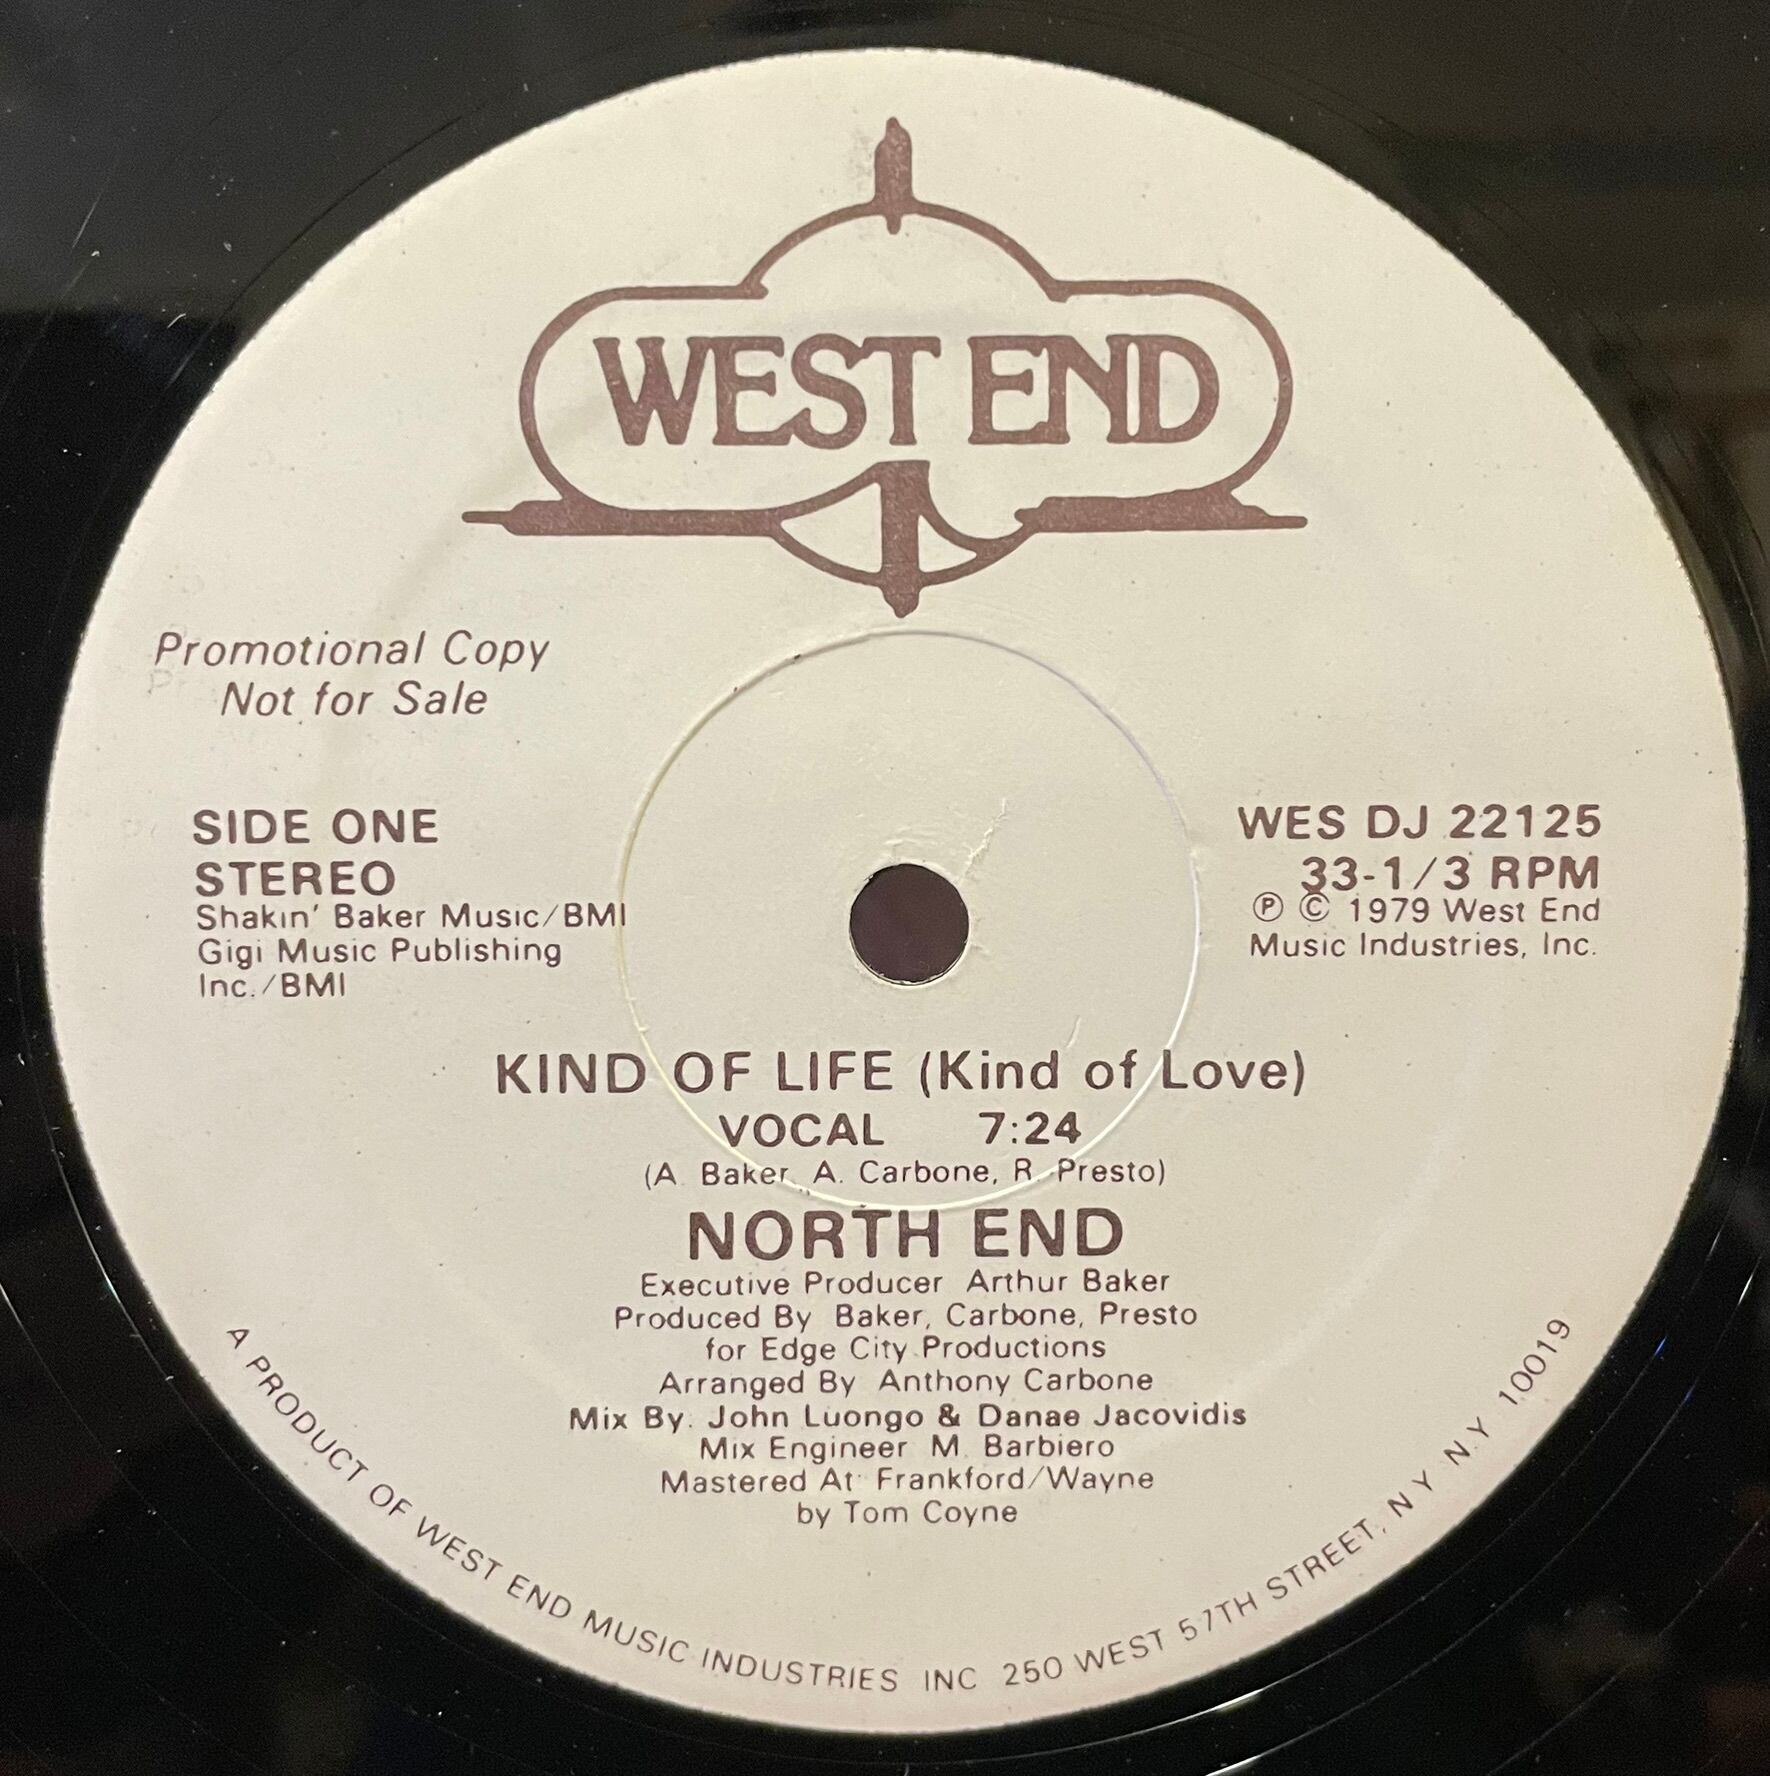 WEST END
Promotional Copy
Not for Sale
SIDE ONE
STEREO
Shakin' Baker Music/BMI
Gigi Music Publishing
Inc./BMI
WES DJ 22125
33-1/3 RPM
℗ © 1979 West End
Music Industries, Inc.
KIND OF LIFE (Kind of Love)
VOCAL 7:24
(A. Baker, A. Carbone, R. Presto)
NORTH END
Executive Producer Arthur Baker
Produced By Baker, Carbone, Presto
for Edge City Productions
Arranged By Anthony Carbone
Mix By: John Luongo & Danae Jacovidis
Mix Engineer M. Barbiero
Mastered At: Frankford/Wayne
by Tom Coyne
A PRODUCT OF WEST END MUSIC INDUSTRIES INC 250 WEST 57TH STREET, N.Y. N.Y. 10019